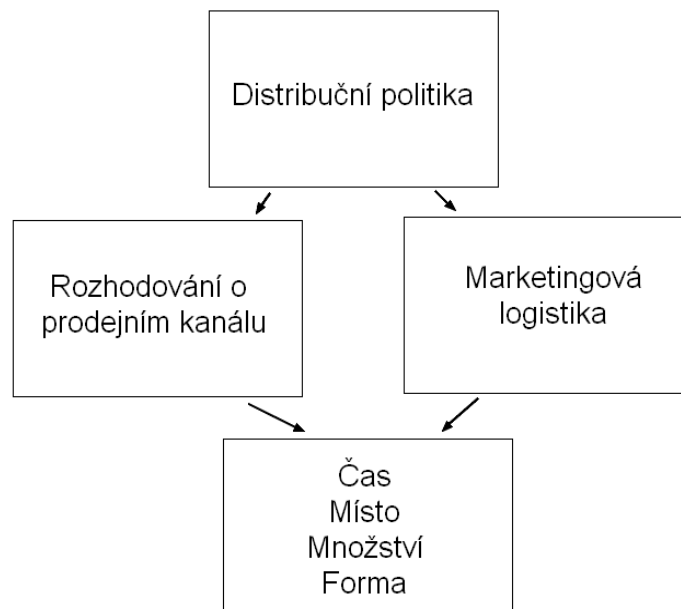 Distribuční politika
Rozhodování o
prodejním kanálu
Marketingová
logistika
Čas
Místo
Množství
Forma